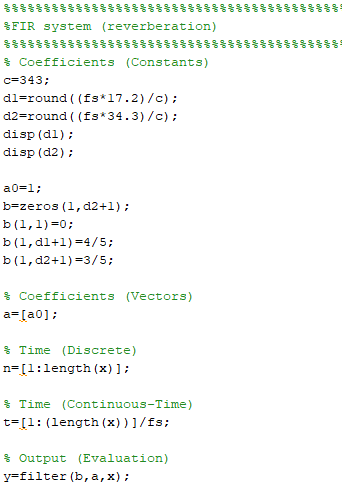 %%%%%%%%%%%%%%%%%%%%%%%%%%%%%%%%%%%%%%%%%%%
%FIR system (reverberation)
%%%%%%%%%%%%%%%%%%%%%%%%%%%%%%%%%%%%%%%%%%%
% Coefficients (Constants)
c=343;
d1=round((fs*17.2)/c);
d2=round((fs*34.3)/c);
disp(d1);
disp(d2);
a0=1;
b=zeros(1,d2+1);
b(1,1)=0;
b(1,d1+1)=4/5;
b(1,d2+1)=3/5;
% Coefficients (Vectors)
a=[a0];
% Time (Discrete)
n=[1:length(x)];
% Time (Continuous-Time)
t=[1:(length(x))]/fs;
% Output (Evaluation)
y=filter(b,a,x);